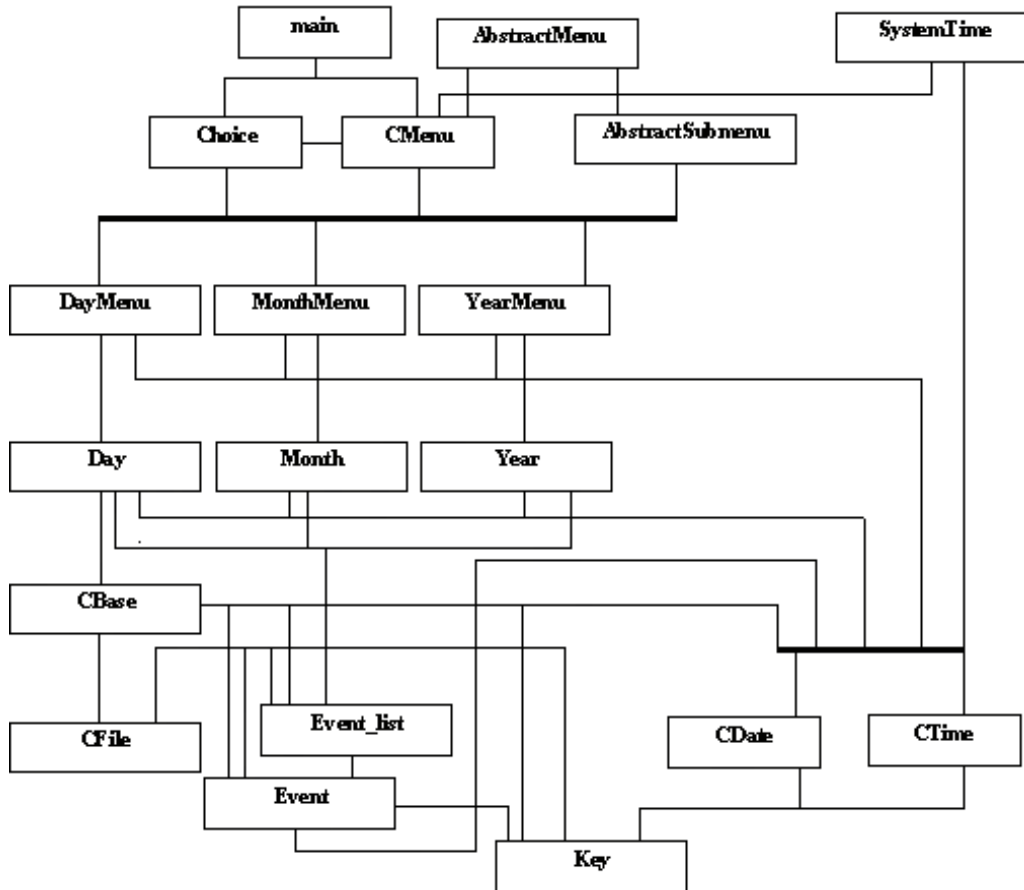 main
AbstractMenu
SystemTime
Choice
CMenu
AbstractSubmenu
DayMenu
MonthMenu
YearMenu
Day
Month
Year
CBase
CFile
Event_list
CDate
CTime
Event
Key